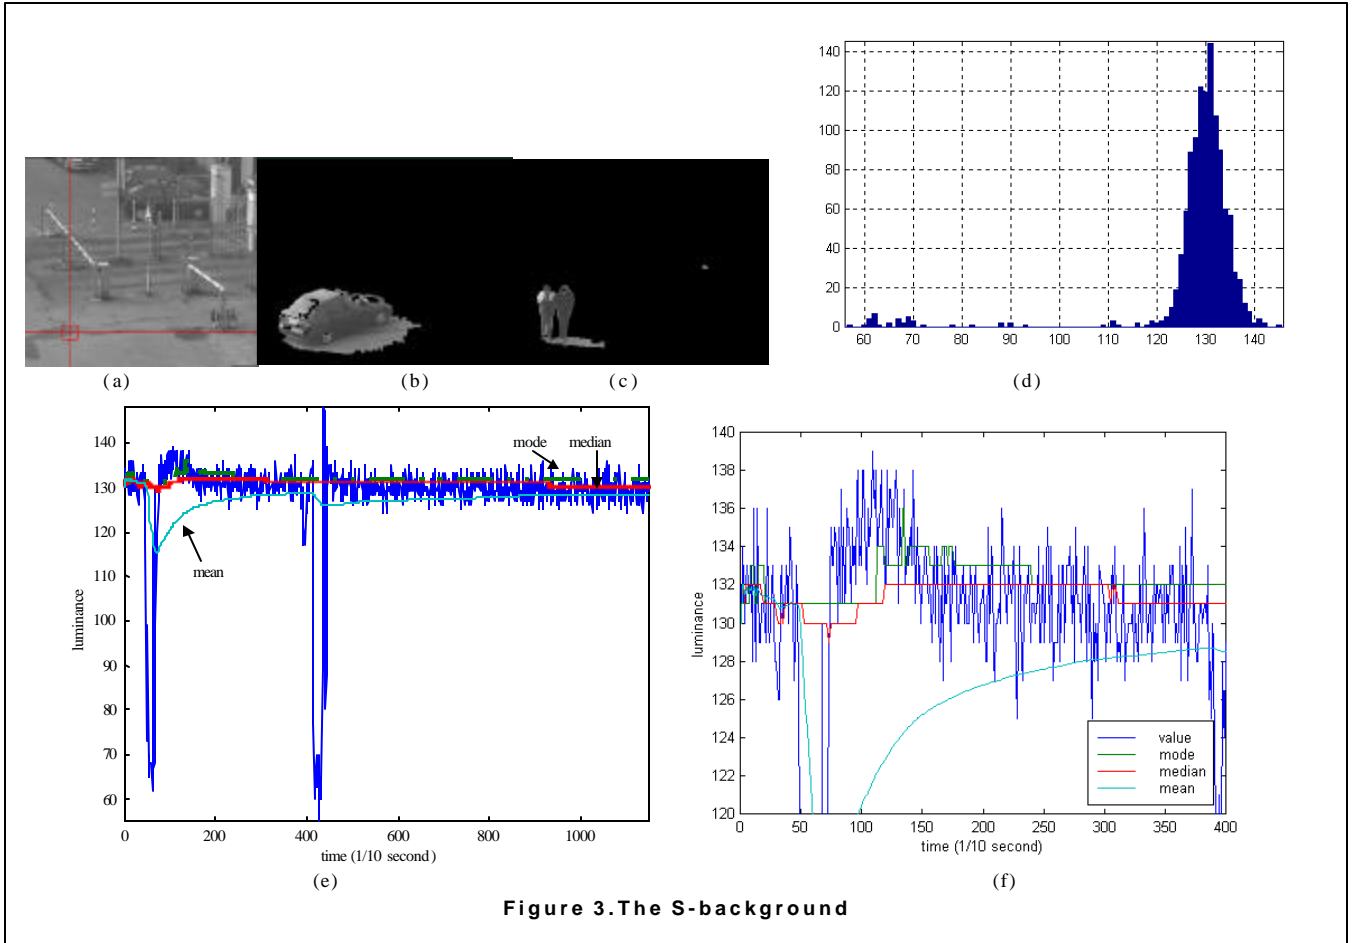 140
120
100
80
60
40
20
0
60 70 80 90 100 110 120 130 140
(a) (b) (c) (d)
140
130
120
110
100
90
80
70
60
luminance
mode median
mean
0 200 400 600 800 1000
time (1/10 second)
(e)
140
138
136
134
132
130
128
126
124
122
120
luminance
value
mode
median
mean
0 50 100 150 200 250 300 350 400
time (1/10 second)
(f)
Figure 3.The S-background